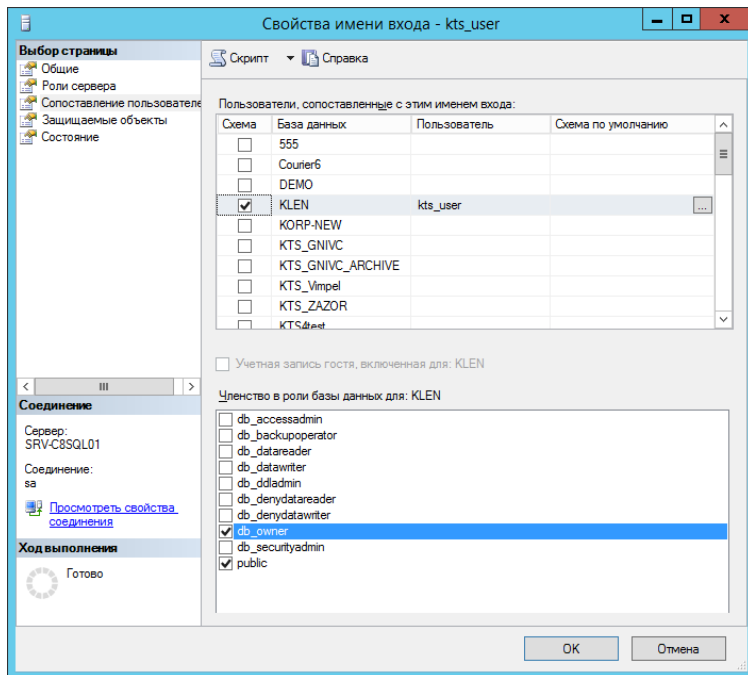 Свойства имени входа - kts_user
Выбор страницы
Общие
Роли сервера
Сопоставление пользователе
Защищаемые объекты
Состояние
Скрипт
Справка
Пользователи, сопоставленные с этим именем входа:
Схема База данных Пользователь Схема по умолчанию
555
Courier6
DEMO
KLEN kts_user ...
KORP-NEW
KTS_GNIVC
KTS_GNIVC_ARCHIVE
KTS_Vimpel
KTS_ZAZOR
KTS4test
Учетная запись гостя, включенная для: KLEN
Членство в роли базы данных для: KLEN
db_accessadmin
db_backupoperator
db_datareader
db_datawriter
db_ddladmin
db_denydatareader
db_denydatawriter
db_owner
db_securityadmin
public
Соединение
Сервер:
SRV-C8SQL01
Соединение:
sa
Просмотреть свойства
соединения
Ход выполнения
Готово
OK Отмена